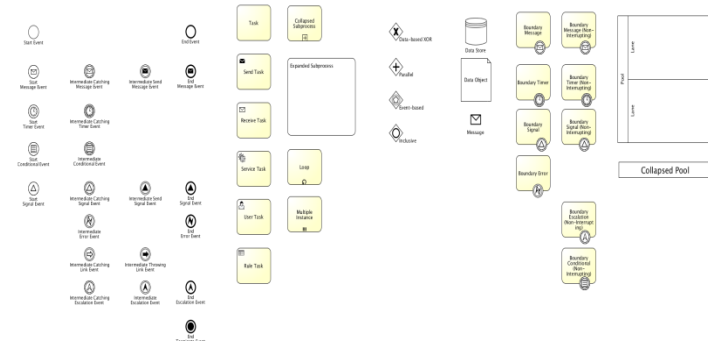 Start Event
End Event
Start
Message Event
Intermediate Catching
Message Event
Intermediate Send
Message Event
End
Message Event
Start
Timer Event
Intermediate Catching
Timer Event
Start
Conditional Event
Intermediate
Conditional Event
Start
Signal Event
Intermediate Catching
Signal Event
Intermediate Send
Signal Event
End
Signal Event
Intermediate
Error Event
End
Error Event
Intermediate Catching
Link Event
Intermediate Throwing
Link Event
Intermediate Catching
Escalation Event
Intermediate
Escalation Event
End
Escalation Event
End
Task
Collapsed
Subprocess
Send Task
Expanded Subprocess
Receive Task
Service Task
Loop
User Task
Multiple
Instance
Rule Task
Data-based XOR
Parallel
Event-based
Inclusive
Data Store
Data Object
Message
Boundary
Message
Boundary
Message (Non-
Interrupting)
Boundary Timer
Boundary
Timer (Non-
Interrupting)
Boundary
Signal
Boundary
Signal (Non-
Interrupting)
Boundary Error
Boundary
Escalation
(Non-Interrupt
ing)
Boundary
Conditional
(Non-
Interrupting)
Pool
Lane
Lane
Collapsed Pool